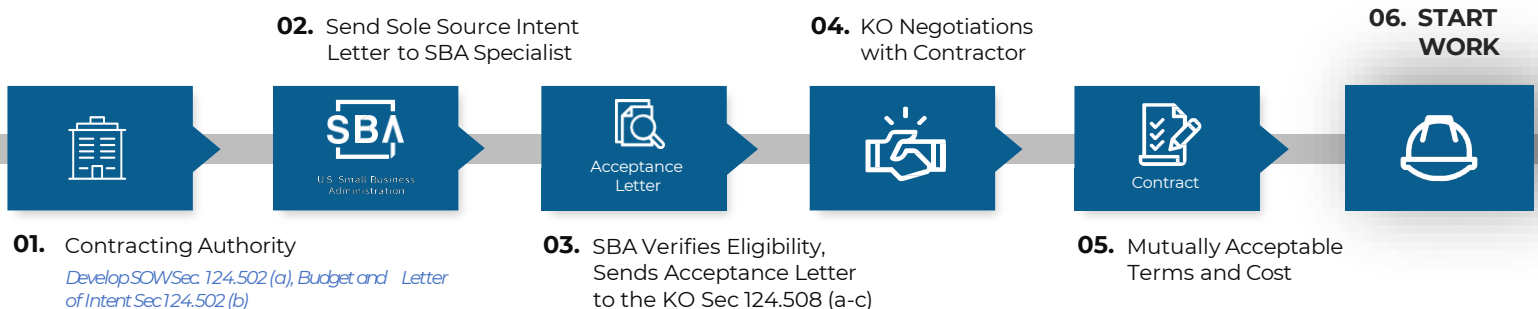 01. Contracting Authority
Develop SOW Sec. 124.502 (a), Budget and Letter
of Intent Sec 124.502 (b)
02. Send Sole Source Intent
Letter to SBA Specialist
SBA
U.S. Small Business
Administration
03. SBA Verifies Eligibility,
Sends Acceptance Letter
to the KO Sec 124.508 (a-c)
Acceptance
Letter
04. KO Negotiations
with Contractor
05. Mutually Acceptable
Terms and Cost
Contract
06. START
WORK